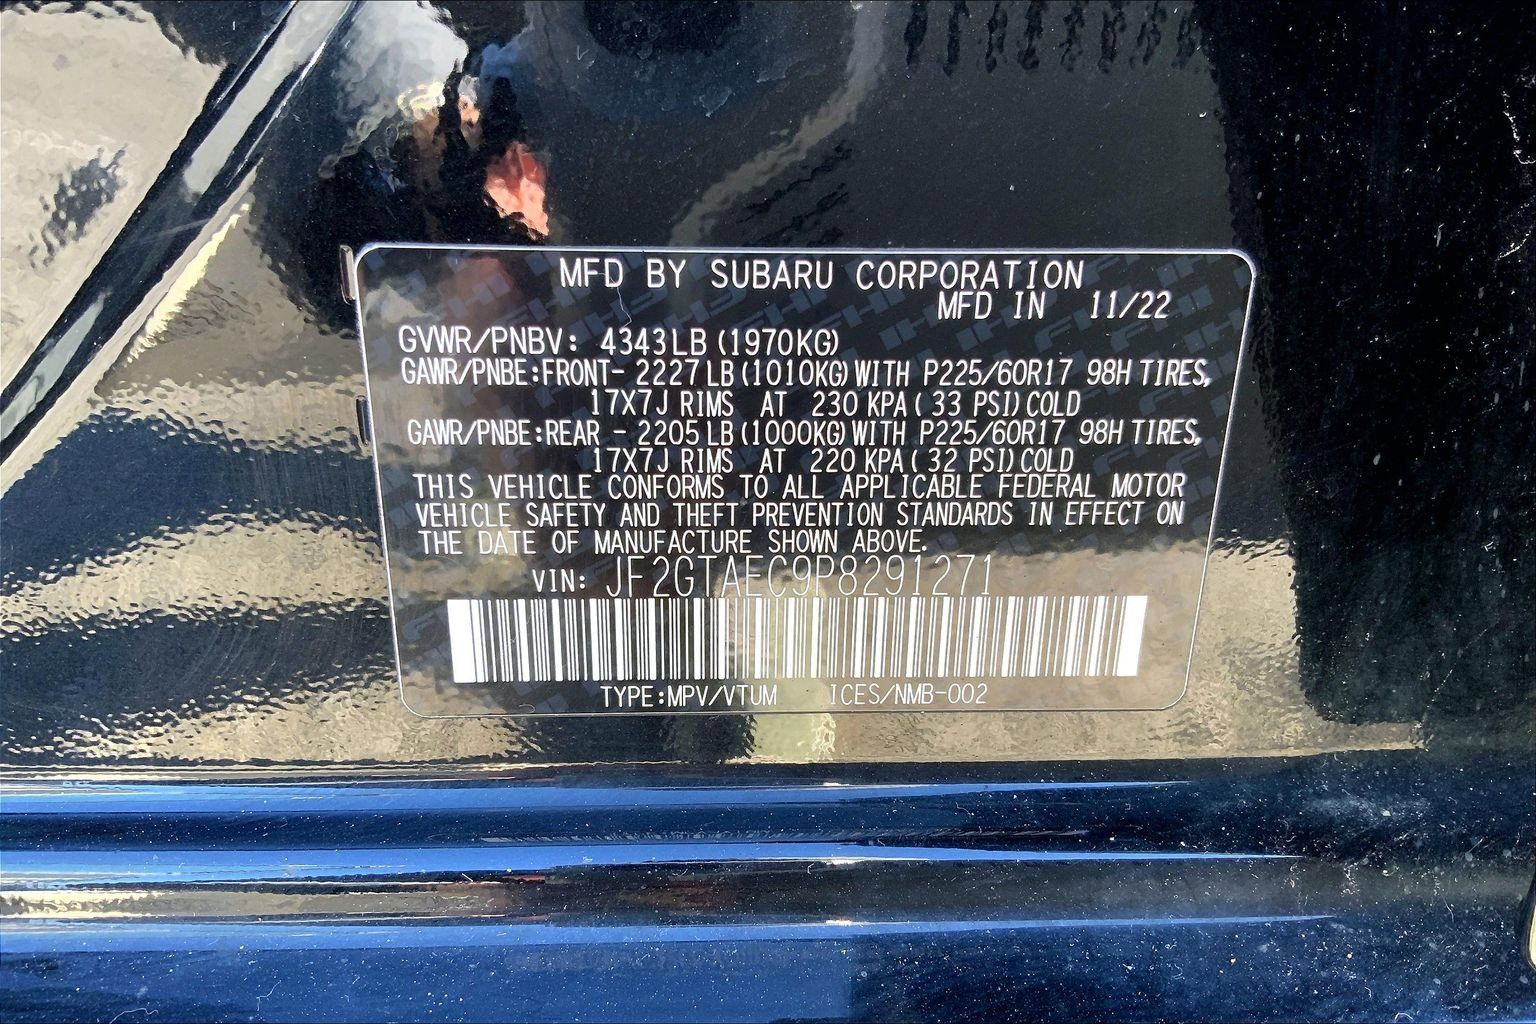 MFD BY SUBARU CORPORATION
MFD IN 11/22
GVWR/PNBV: 4343LB (1970KG)
GAWR/PNBE:FRONT- 2227 LB (1010KG) WITH P225/60R17 98H TIRES,
17X7J RIMS AT 230 KPA ( 33 PSI) COLD
GAWR/PNBE:REAR - 2205 LB (1000KG) WITH P225/60R17 98H TIRES,
17X7J RIMS AT 220 KPA ( 32 PSI) COLD
THIS VEHICLE CONFORMS TO ALL APPLICABLE FEDERAL MOTOR
VEHICLE SAFETY AND THEFT PREVENTION STANDARDS IN EFFECT ON
THE DATE OF MANUFACTURE SHOWN ABOVE.
VIN: JF2GTAEC9P8291271
TYPE:MPV/VTUM ICES/NMB-002